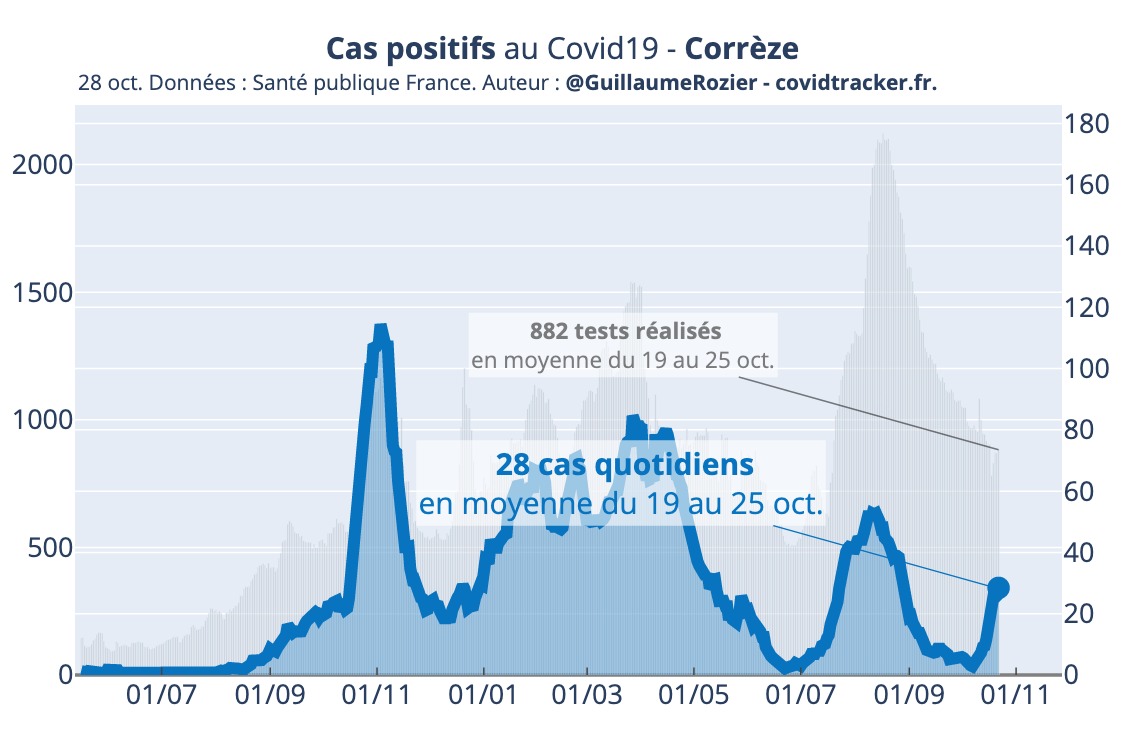 Cas positifs au Covid19 - Corrèze
28 oct. Données : Santé publique France. Auteur : @GuillaumeRozier - covidtracker.fr.
180
2000
160
140
1500
120
882 tests réalisés
en moyenne du 19 au 25 oct.
100
1000
80
28 cas quotidiens
en moyenne du 19 au 25 oct.
60
500
40
20
0
0
01/07 01/09 01/11 01/01 01/03 01/05 01/07 01/09 01/11